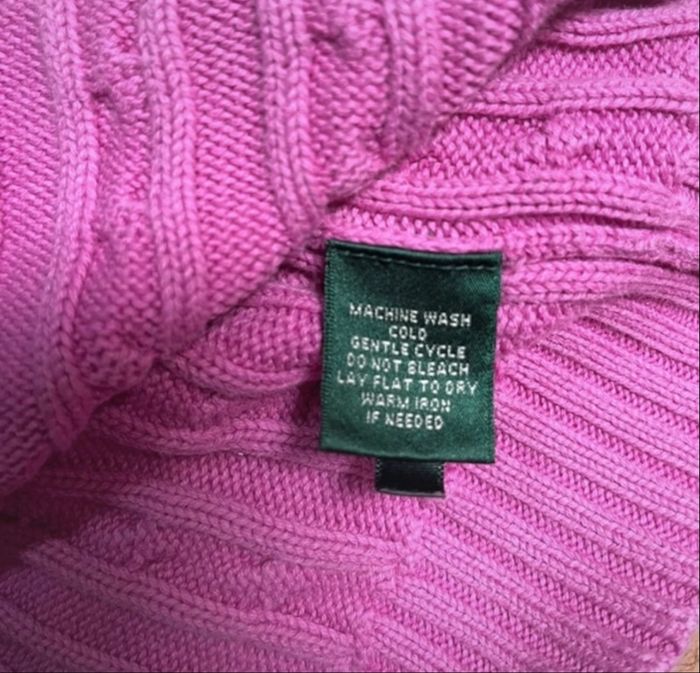 MACHINE WASH
COLD
GENTLE CYCLE
DO NOT BLEACH
LAY FLAT TO DRY
WARM IRON
IF NEEDED